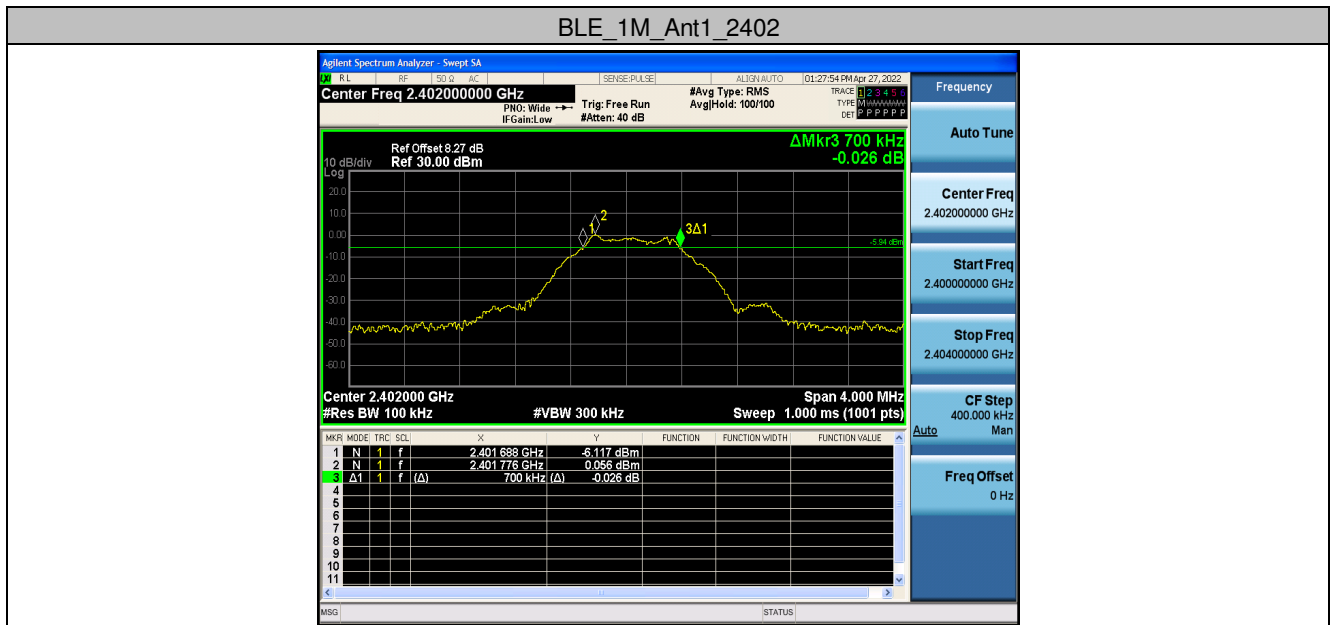 BLE_1M_Ant1_2402
Agilent Spectrum Analyzer - Swept SA
LXI RL RF 50 Ω AC SENSE:PULSE ALIGN AUTO 01:27:54 PM Apr 27, 2022
Center Freq 2.402000000 GHz
PNO: Wide
IFGain:Low
Trig: Free Run
#Atten: 40 dB
#Avg Type: RMS
Avg|Hold: 100/100
TRACE 1 2 3 4 5 6
TYPE M
DET P P P P P P
ΔMkr3 700 kHz
-0.026 dB
Ref Offset 8.27 dB
10 dB/div Ref 30.00 dBm
Log
20.0
10.0
0.00
-10.0
-20.0
-30.0
-40.0
-50.0
-60.0
1
2
3Δ1
-5.94 dBm
Center 2.402000 GHz Span 4.000 MHz
#Res BW 100 kHz #VBW 300 kHz Sweep 1.000 ms (1001 pts)
MKR MODE TRC SCL X Y FUNCTION FUNCTION WIDTH FUNCTION VALUE
1 N 1 f 2.401 688 GHz -6.117 dBm
2 N 1 f 2.401 776 GHz 0.056 dBm
3 Δ1 1 f (Δ) 700 kHz (Δ) -0.026 dB
4
5
6
7
8
9
10
11
MSG STATUS
Frequency
Auto Tune
Center Freq
2.402000000 GHz
Start Freq
2.400000000 GHz
Stop Freq
2.404000000 GHz
CF Step
400.000 kHz
Auto Man
Freq Offset
0 Hz